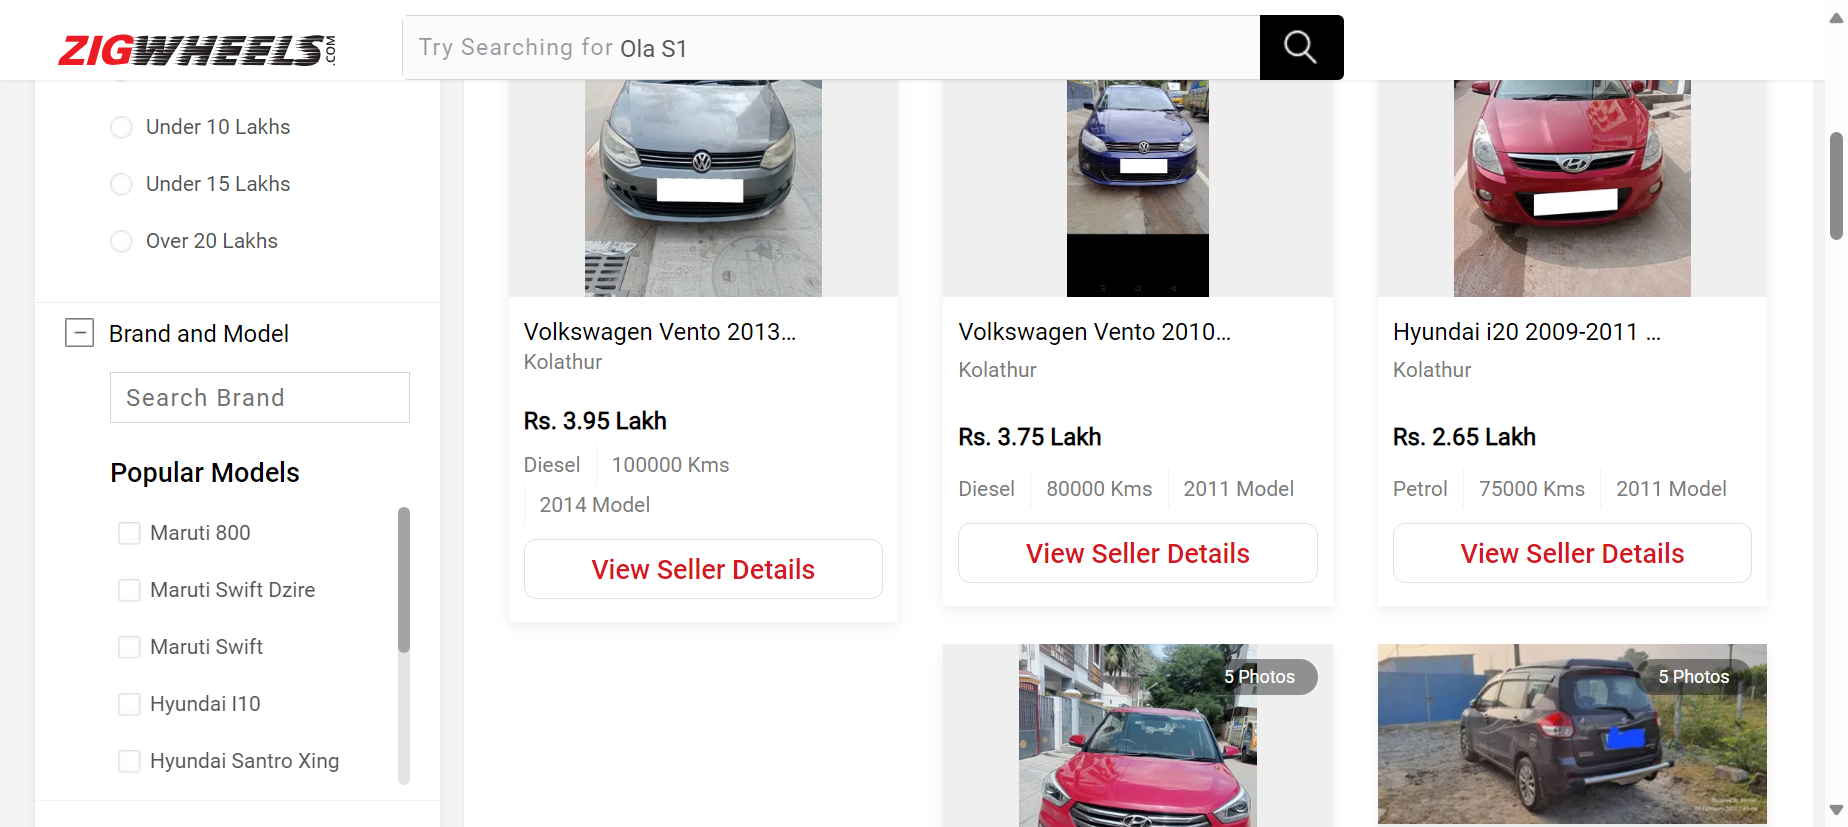 ZIGWHEELS.COM
Try Searching for Ola S1
Under 10 Lakhs
Under 15 Lakhs
Over 20 Lakhs
Brand and Model
Search Brand
Popular Models
Maruti 800
Maruti Swift Dzire
Maruti Swift
Hyundai I10
Hyundai Santro Xing
Volkswagen Vento 2013...
Kolathur
Rs. 3.95 Lakh
Diesel
100000 Kms
2014 Model
View Seller Details
Volkswagen Vento 2010...
Kolathur
Rs. 3.75 Lakh
Diesel
80000 Kms
2011 Model
View Seller Details
Hyundai i20 2009-2011 ...
Kolathur
Rs. 2.65 Lakh
Petrol
75000 Kms
2011 Model
View Seller Details
5 Photos
5 Photos